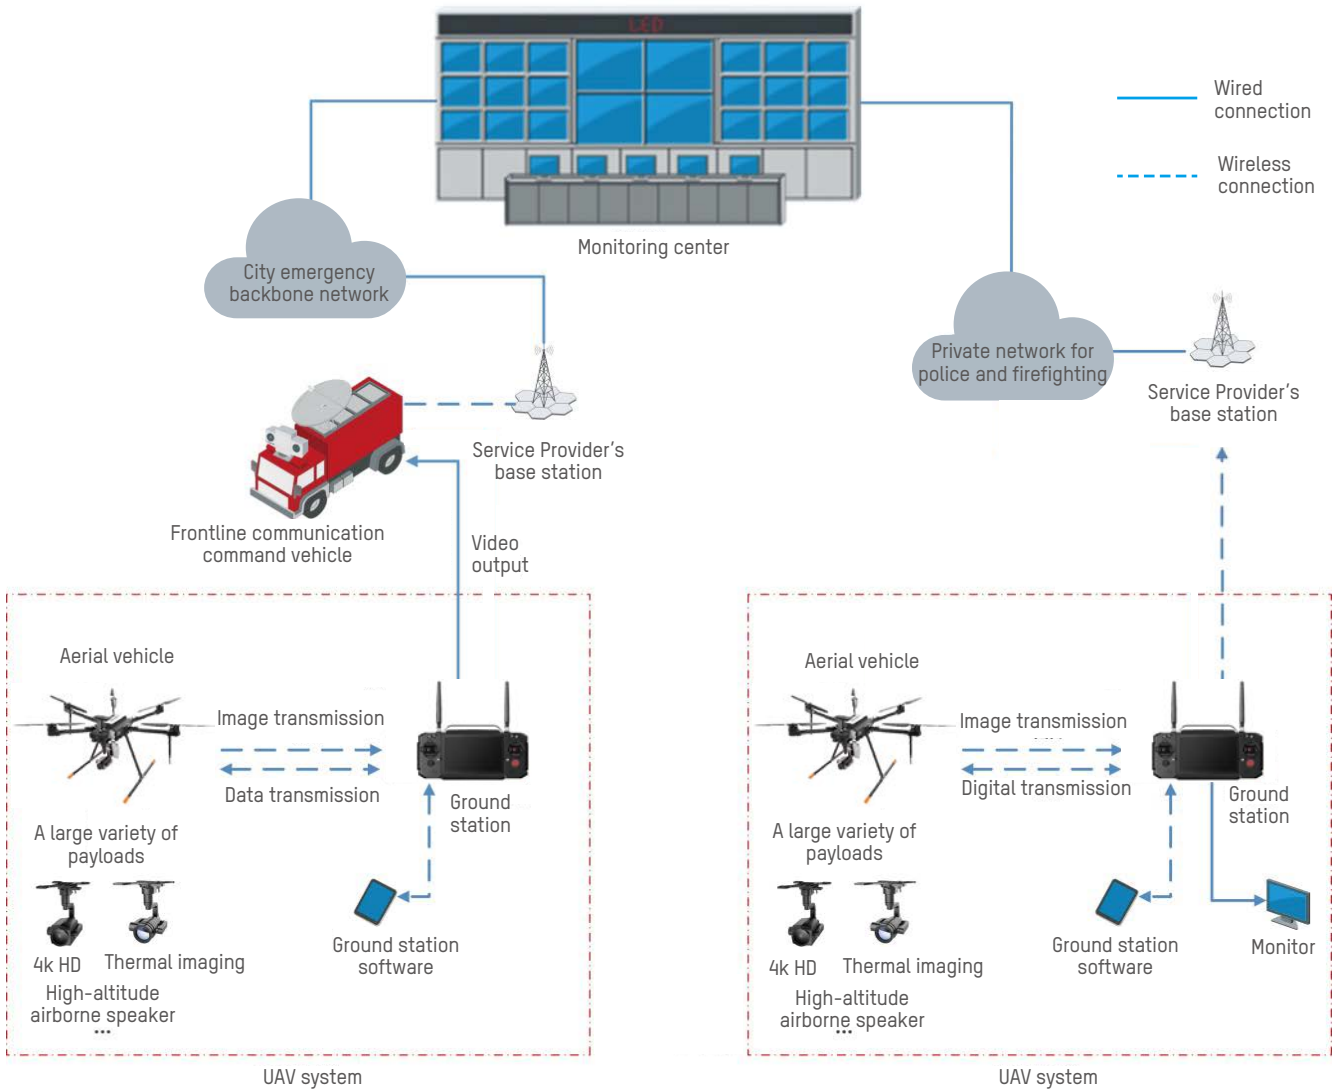 LED
Wired
connection
Wireless
connection
Monitoring center
City emergency
backbone network
Private network for
police and firefighting
Service Provider's
base station
Service Provider's
base station
Frontline communication
command vehicle
Video
output
Aerial vehicle
Image transmission
Data transmission
Ground
station
A large variety of
payloads
4k HD
Thermal imaging
High-altitude
airborne speaker
...
Ground station
software
UAV system
Aerial vehicle
Image transmission
Digital transmission
Ground
station
A large variety of
payloads
4k HD
Thermal imaging
High-altitude
airborne speaker
...
Ground station
software
Monitor
UAV system